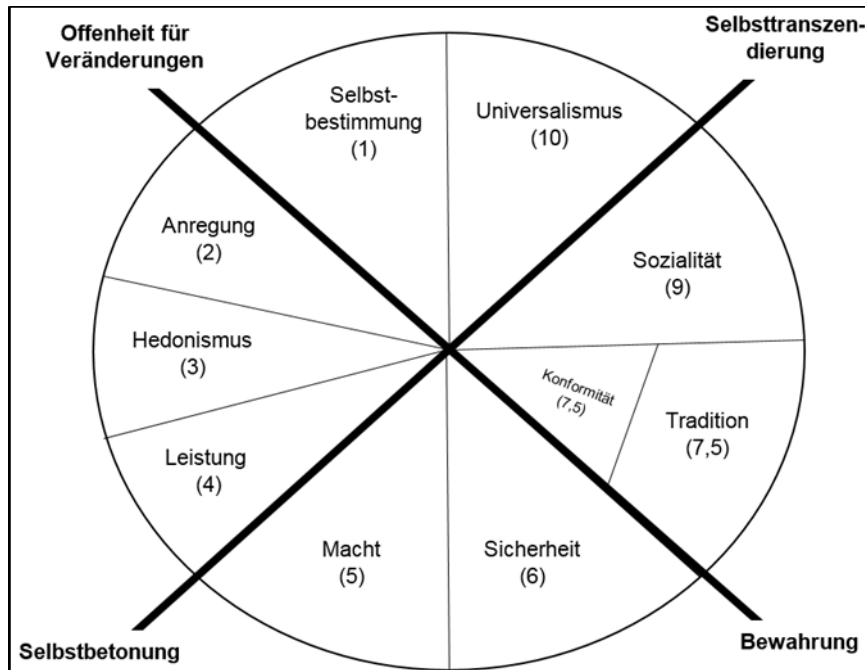 Offenheit für
Veränderungen
Selbsttranszen-
dierung
Selbst-
bestimmung
(1)
Universalismus
(10)
Anregung
(2)
Sozialität
(9)
Hedonismus
(3)
Konformität
(7,5)
Tradition
(7,5)
Leistung
(4)
Macht
(5)
Sicherheit
(6)
Selbstbetonung
Bewahrung